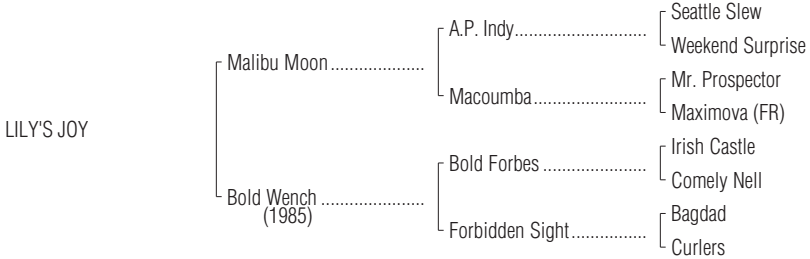 Seattle Slew
A.P. Indy
Weekend Surprise
Malibu Moon
Mr. Prospector
Macoumba
Maximova (FR)
LILY'S JOY
Irish Castle
Bold Forbes
Comely Nell
Bold Wench
(1985)
Bagdad
Forbidden Sight
Curlers